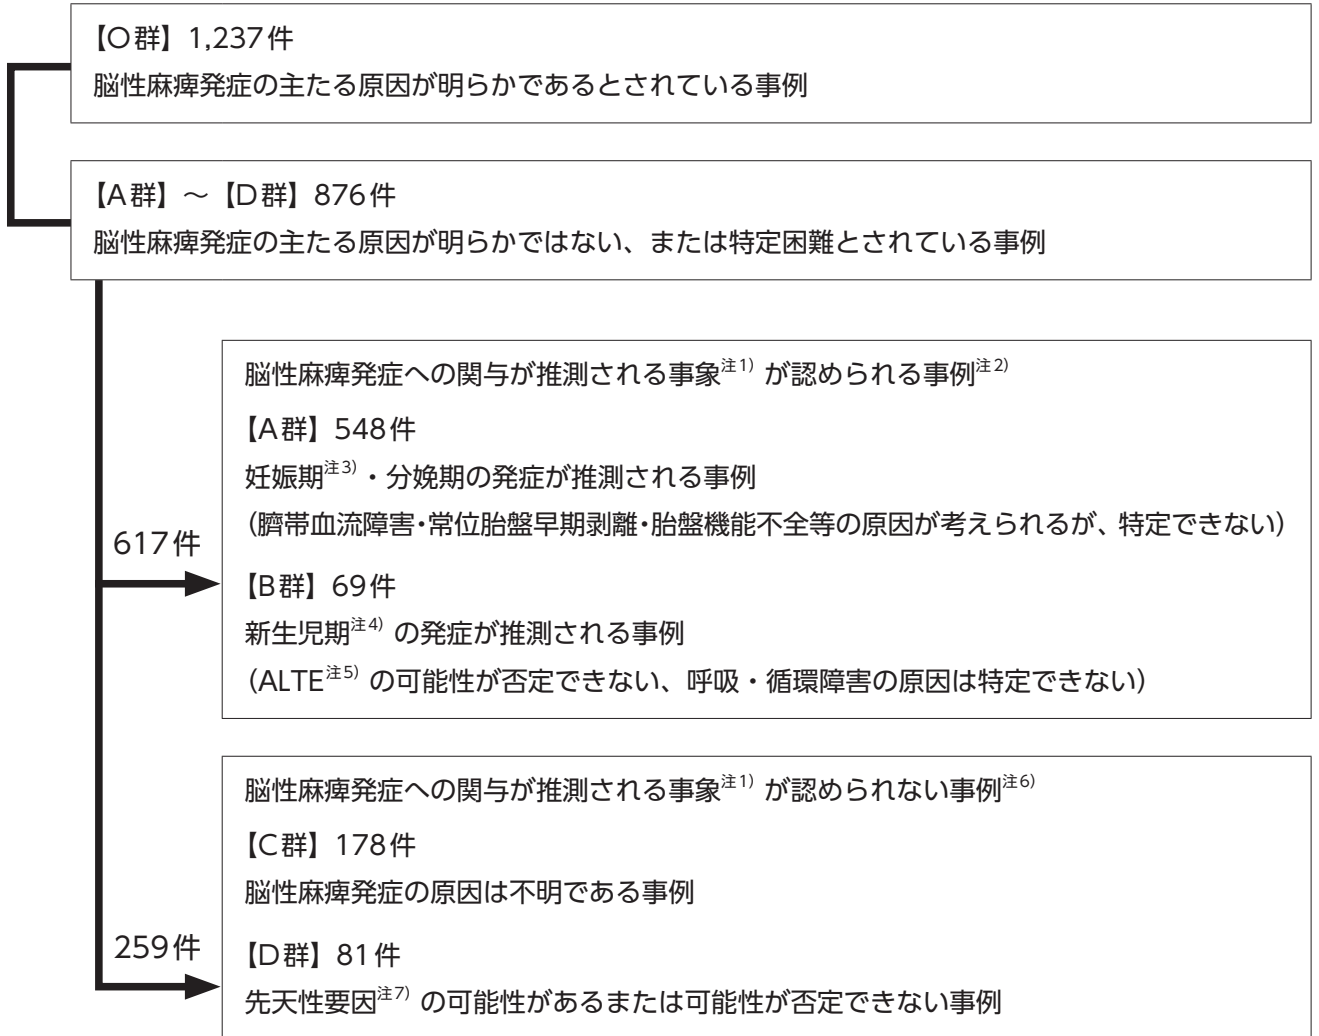 【O群】1,237件
脳性麻痺発症の主たる原因が明らかであるとされている事例
【A群】～【D群】876件
脳性麻痺発症の主たる原因が明らかではない、または特定困難とされている事例
脳性麻痺発症への関与が推測される事象注1) が認められる事例注2)
【A群】548件
妊娠期注3)・分娩期の発症が推測される事例
（臍帯血流障害・常位胎盤早期剥離・胎盤機能不全等の原因が考えられるが、特定できない）
617件
【B群】69件
新生児期注4) の発症が推測される事例
（ALTE注5) の可能性が否定できない、呼吸・循環障害の原因は特定できない）
脳性麻痺発症への関与が推測される事象注1) が認められない事例注6)
【C群】178件
脳性麻痺発症の原因は不明である事例
259件
【D群】81件
先天性要因注7) の可能性があるまたは可能性が否定できない事例